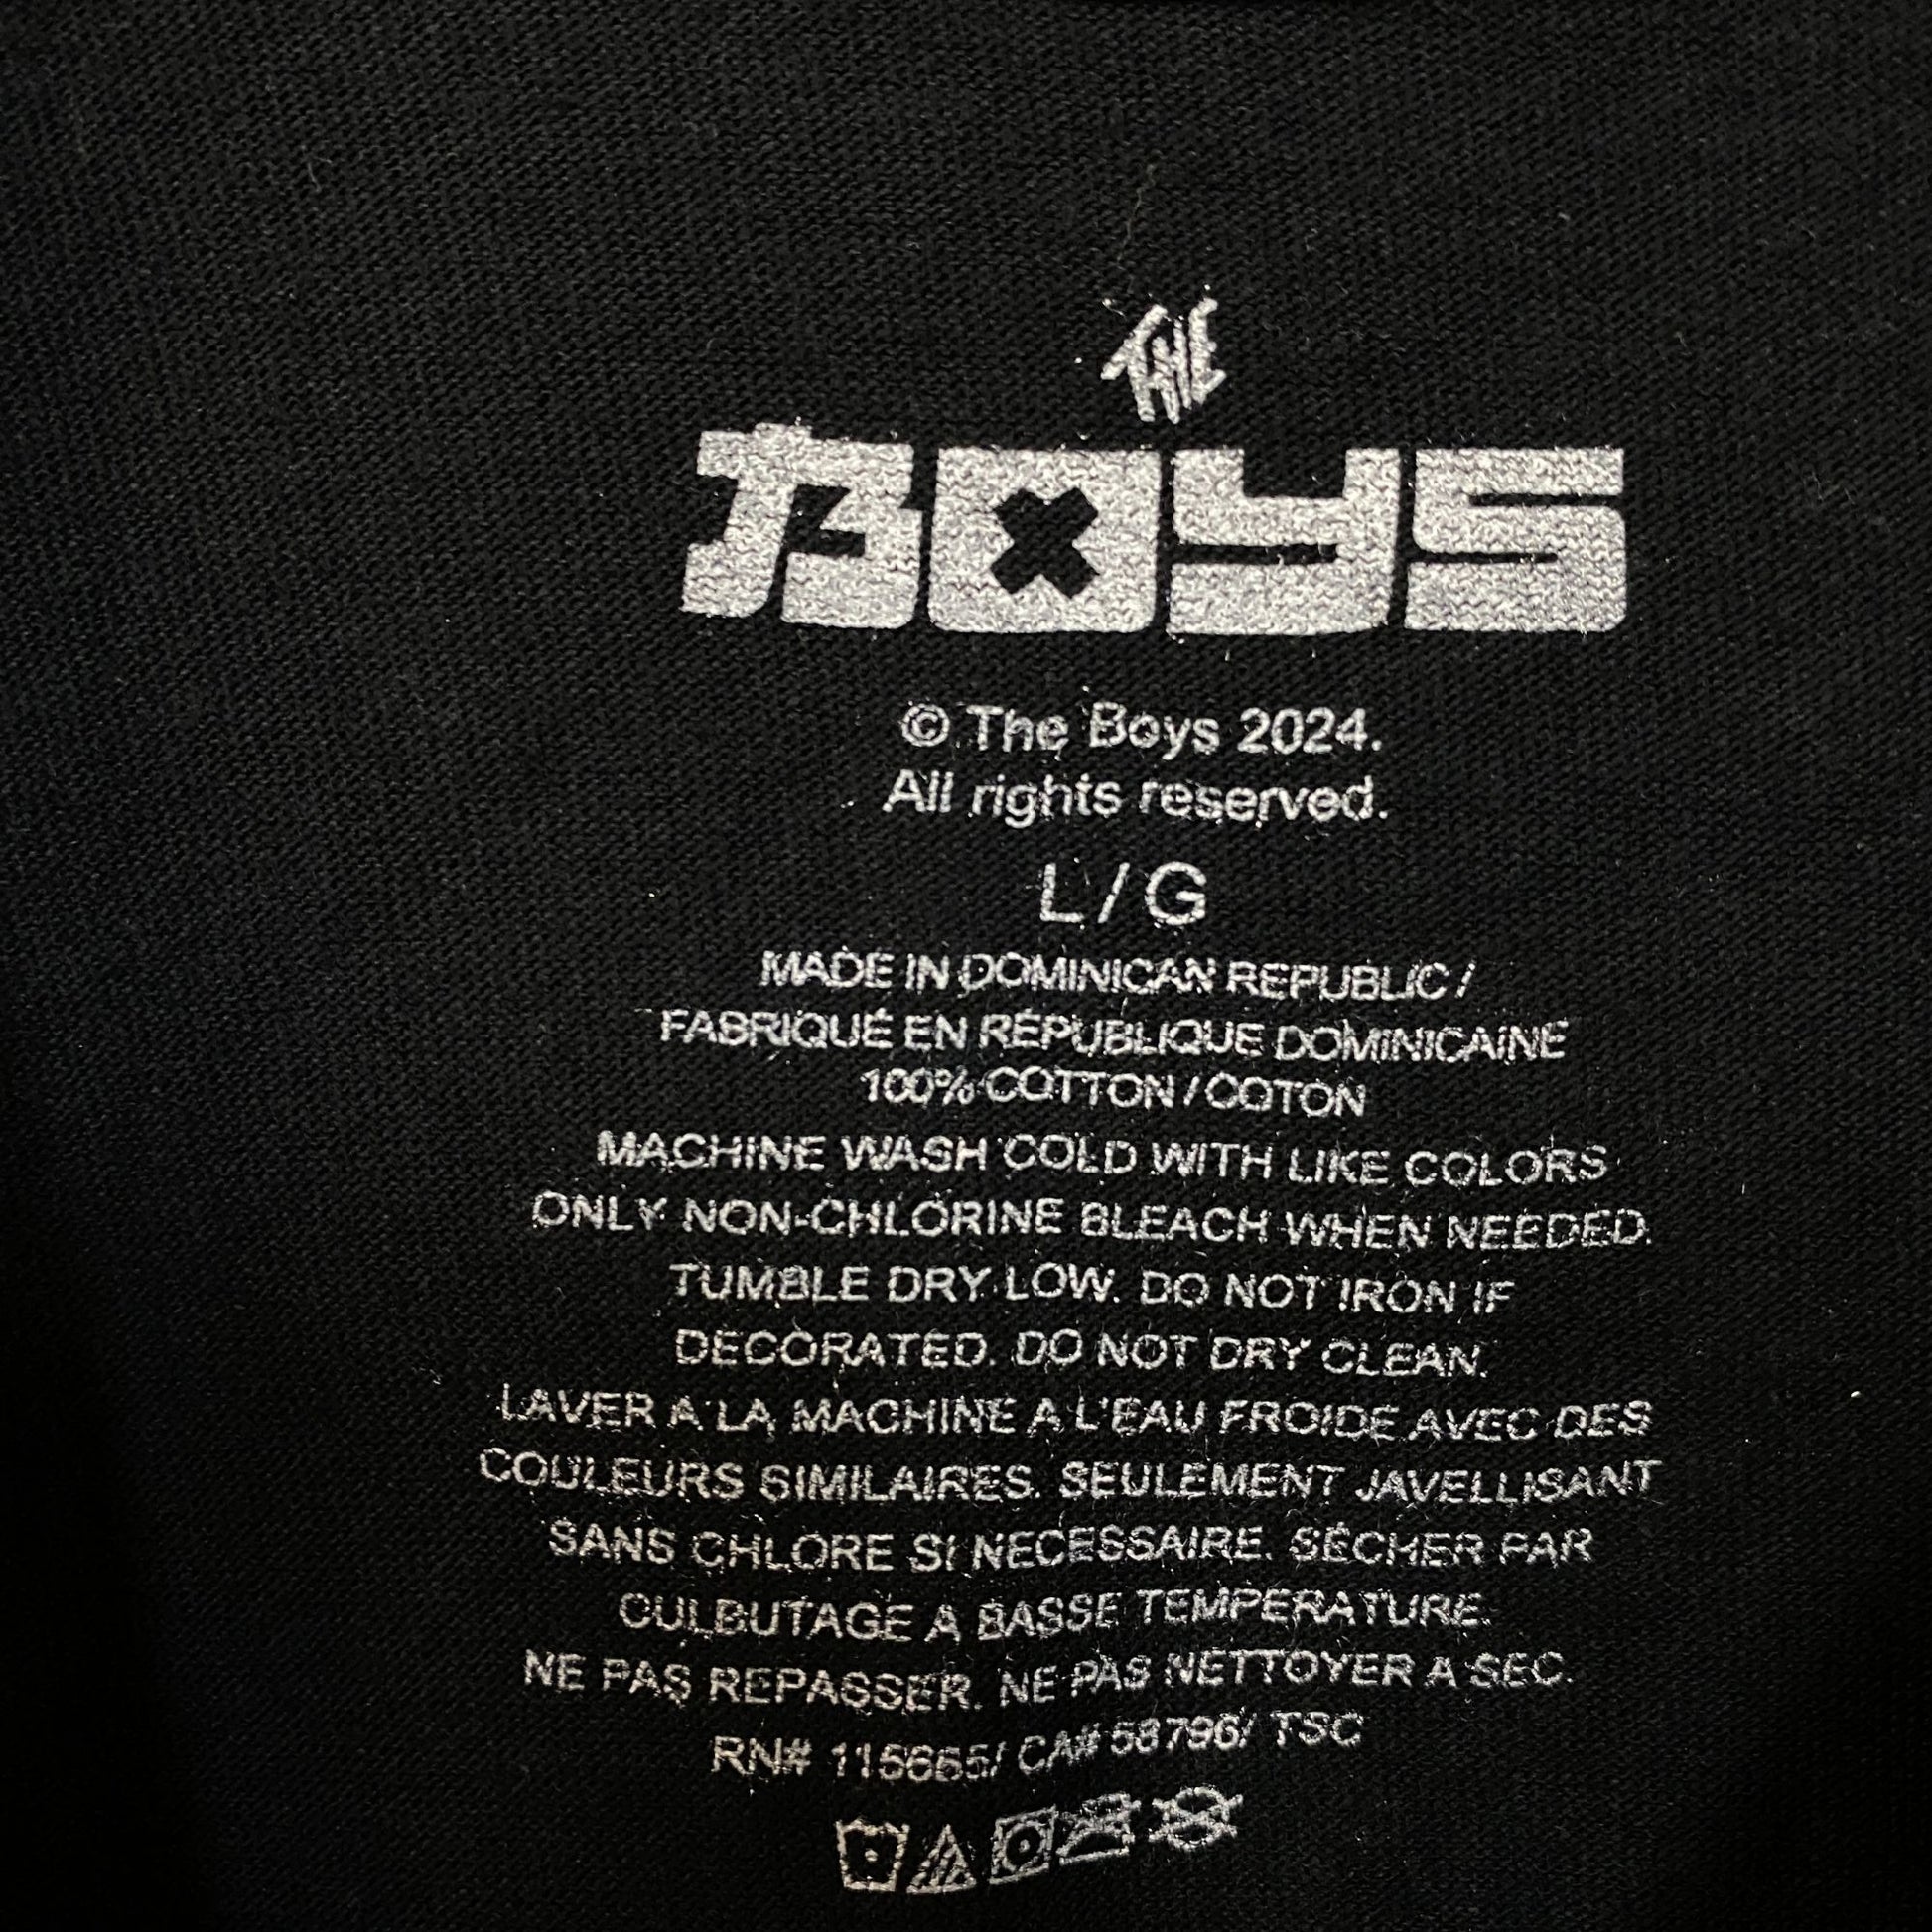 THE
BOYS
© The Boys 2024.
All rights reserved.
L / G
MADE IN DOMINICAN REPUBLIC /
FABRIQUÉ EN RÉPUBLIQUE DOMINICAINE
100% COTTON / COTON
MACHINE WASH COLD WITH LIKE COLORS
ONLY NON-CHLORINE BLEACH WHEN NEEDED.
TUMBLE DRY LOW. DO NOT IRON IF
DECORATED. DO NOT DRY CLEAN.
LAVER A LA MACHINE A L'EAU FROIDE AVEC DES
COULEURS SIMILAIRES. SEULEMENT JAVELLISANT
SANS CHLORE SI NECESSAIRE. SÉCHER PAR
CULBUTAGE A BASSE TEMPERATURE.
NE PAS REPASSER. NE PAS NETTOYER A SEC.
RN# CA# TSC